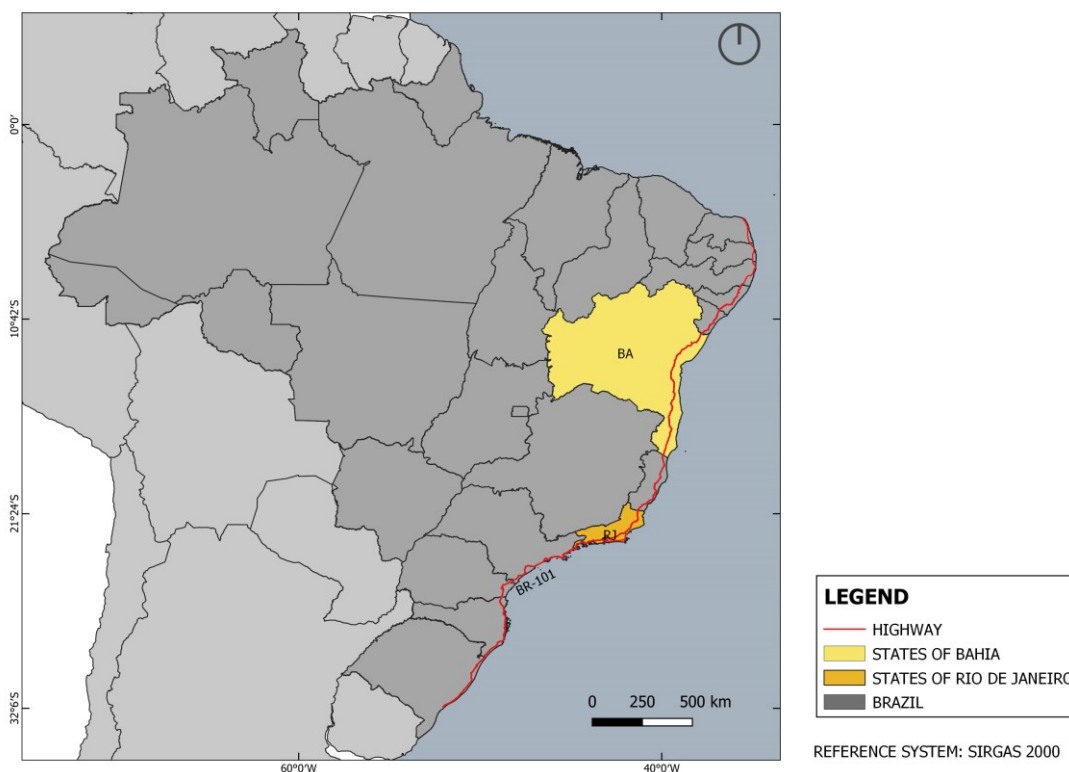 0°0'
10°42'S
21°24'S
32°6'S
BA
RJ
BR-101
0 250 500 km
60°0'W
40°0'W
LEGEND
HIGHWAY
STATES OF BAHIA
STATES OF RIO DE JANEIRO
BRAZIL
REFERENCE SYSTEM: SIRGAS 2000